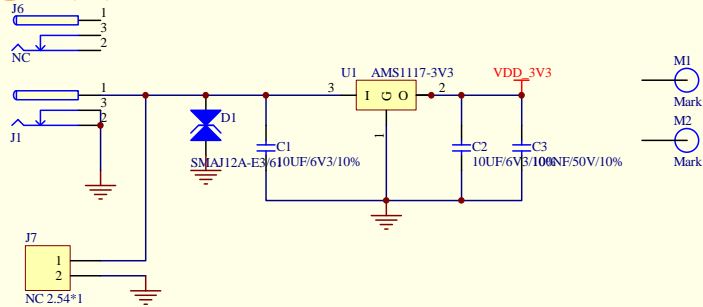 J6
1
3
2
NC
1
3
2
J1
D1
SMAJ12A-E3/61
C1
10UF/6V3/10%
U1 AMS1117-3V3
3 I G O 2
1
VDD_3V3
C2
10UF/6V3/10%
C3
100NF/50V/10%
M1
Mark
M2
Mark
J7
1
2
NC 2.54*1